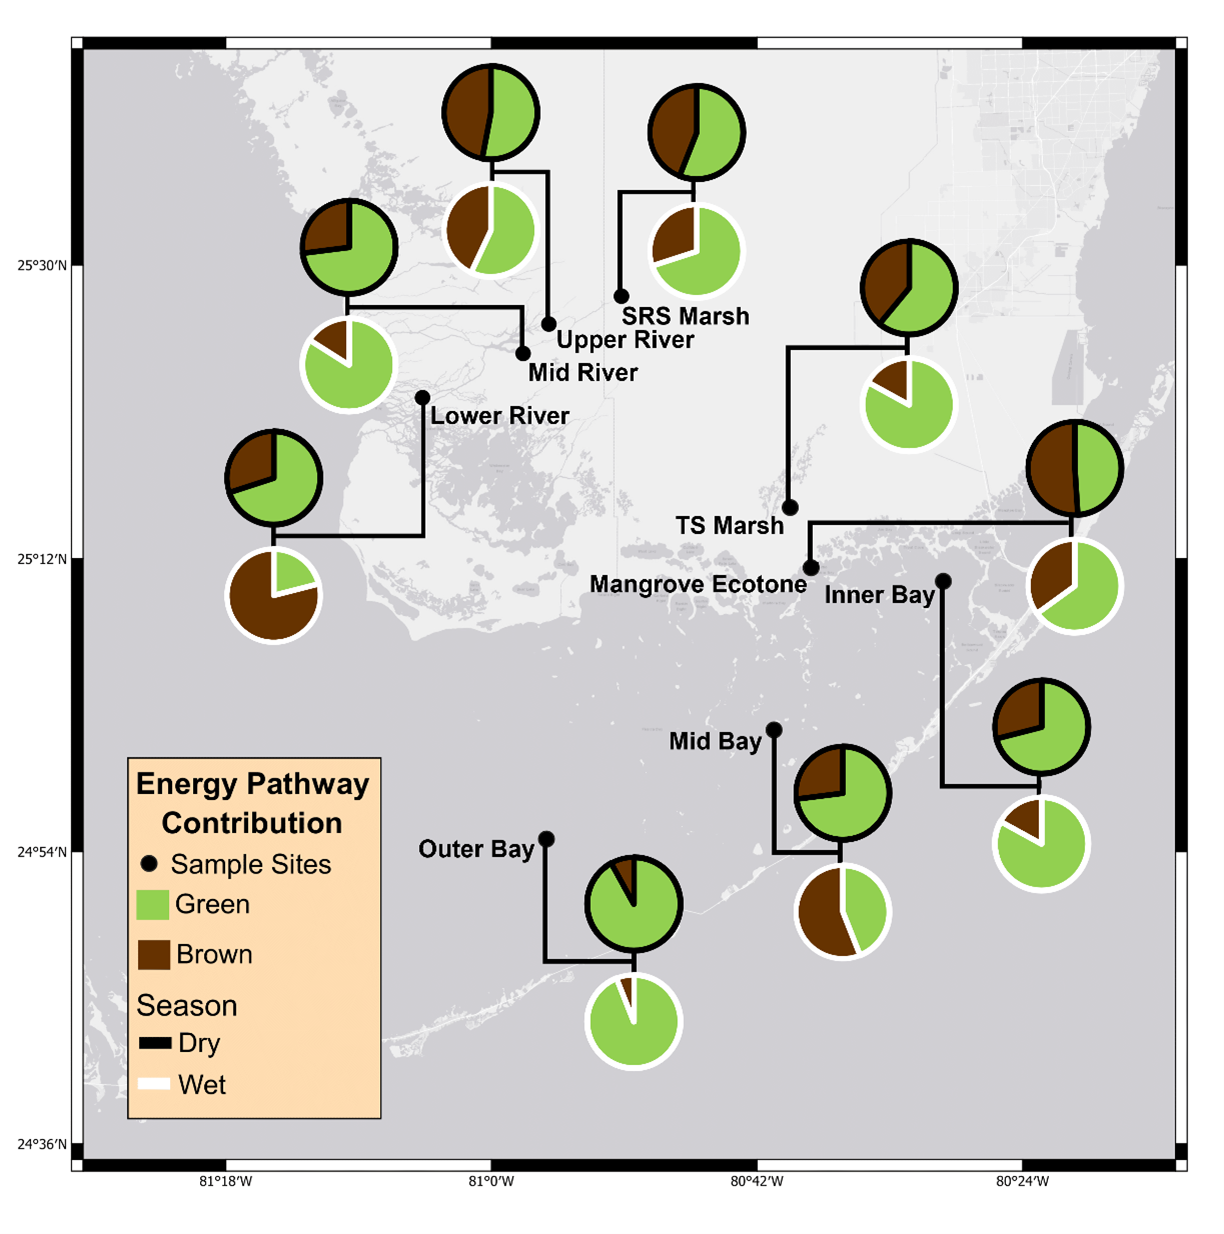 25°30′N
SRS Marsh
Upper River
Mid River
Lower River
TS Marsh
25°12′N
Mangrove Ecotone
Inner Bay
Mid Bay
Energy Pathway
Contribution
Outer Bay
24°54′N
Sample Sites
Green
Brown
Season
Dry
Wet
24°36′N
81°18′W
81°0′W
80°42′W
80°24′W